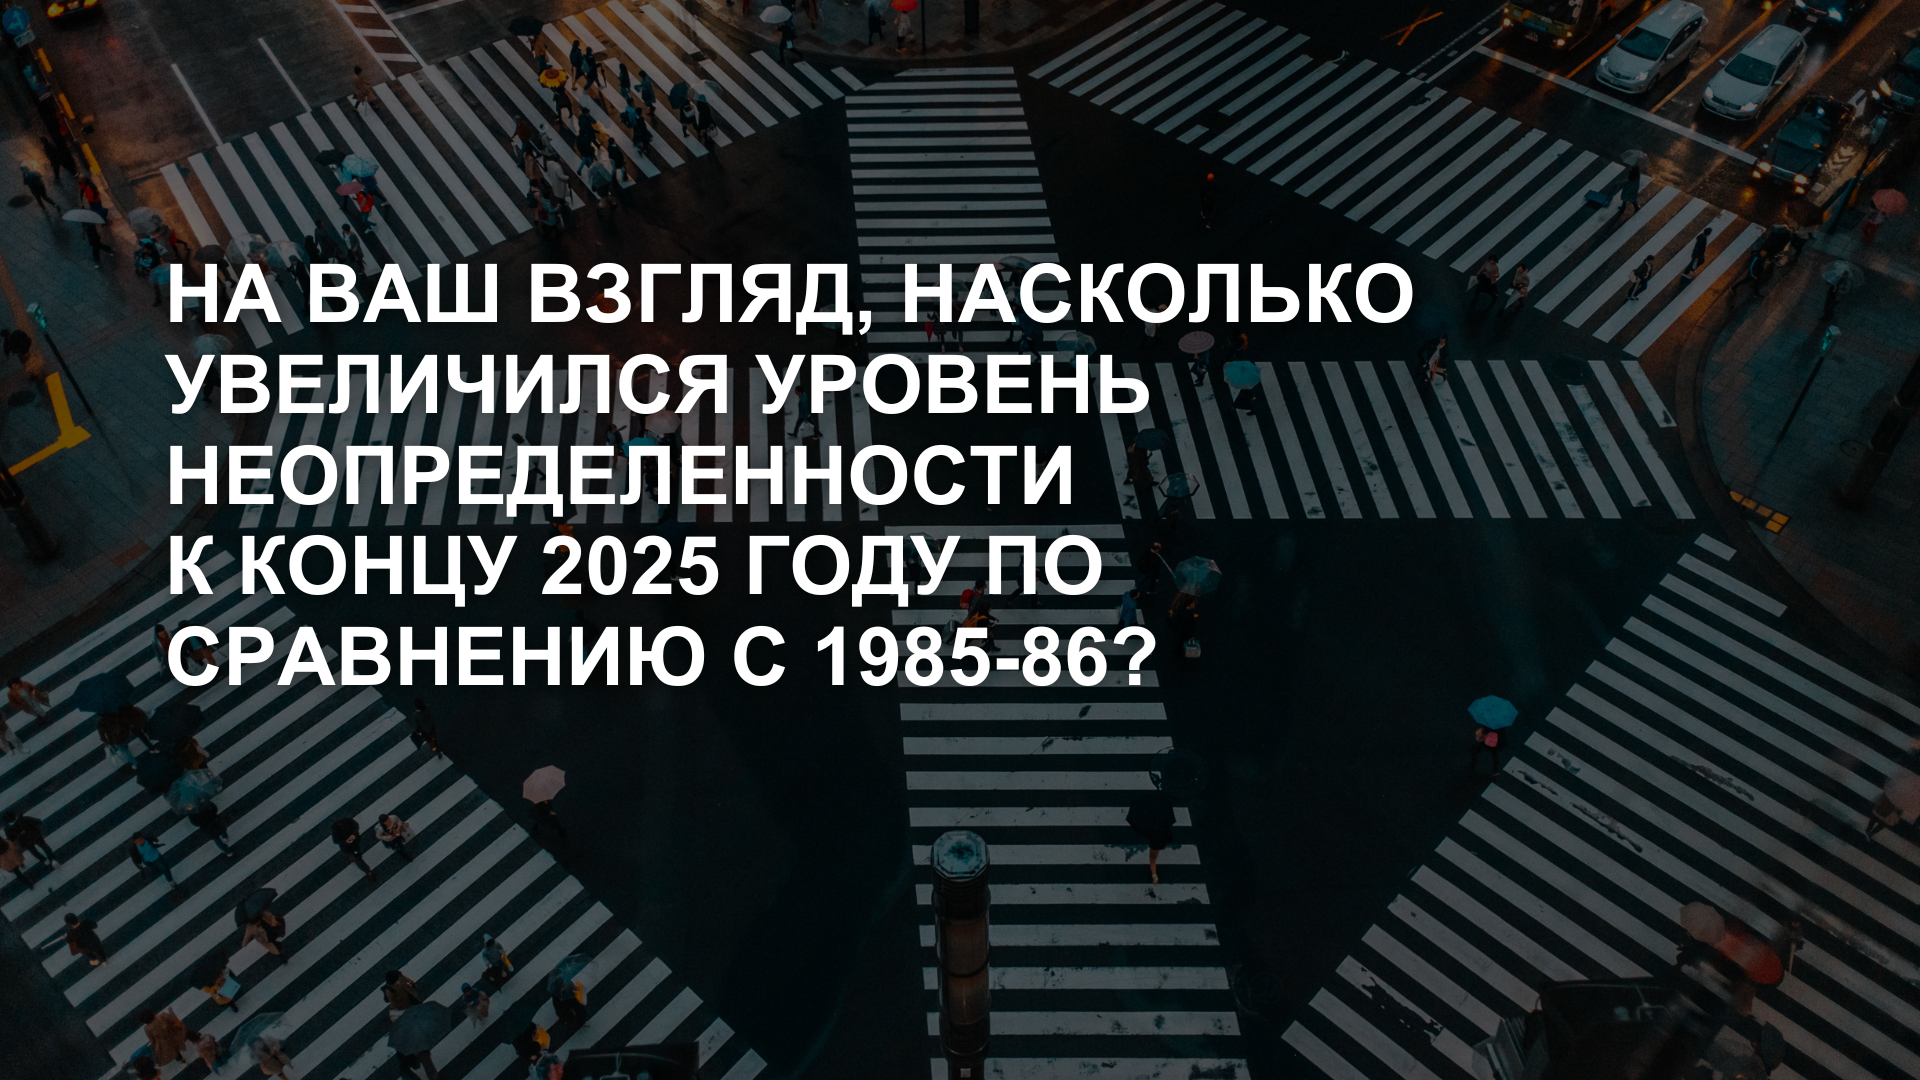 НА ВАШ ВЗГЛЯД, НАСКОЛЬКО
УВЕЛИЧИЛСЯ УРОВЕНЬ
НЕОПРЕДЕЛЕННОСТИ
К КОНЦУ 2025 ГОДУ ПО
СРАВНЕНИЮ С 1985-86?